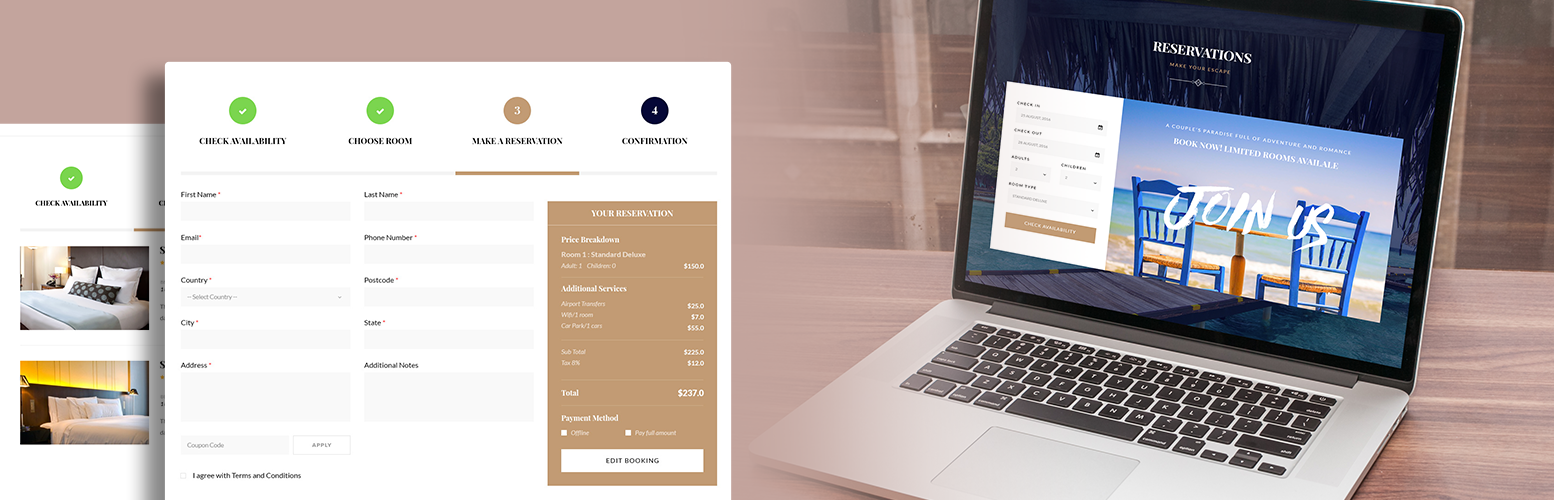 CHECK AVAILABILITY
3
4
CHECK AVAILABILITY
CHOOSE ROOM
MAKE A RESERVATION
CONFIRMATION
First Name *
Last Name *
Email*
Phone Number *
Country *
Postcode *
-- Select Country --
City *
State *
Address *
Additional Notes
Coupon Code
APPLY
I agree with Terms and Conditions
YOUR RESERVATION
Price Breakdown
Room 1 : Standard Deluxe
Adult: 1 Children: 0 $150.0
Additional Services
Airport Transfers $25.0
Wifi/1 room $7.0
Car Park/1 cars $55.0
Sub Total $225.0
Tax 8% $12.0
Total $237.0
Payment Method
Offline
Pay full amount
EDIT BOOKING
RESERVATIONS
MAKE YOUR ESCAPE
CHECK IN
CHECK OUT
ADULTS
CHILDREN
ROOM TYPE
STANDARD DELUXE
CHECK AVAILABILITY
A COUPLE'S PARADISE FULL OF ADVENTURE AND ROMANCE
BOOK NOW! LIMITED ROOMS AVAILALE
JOIN US